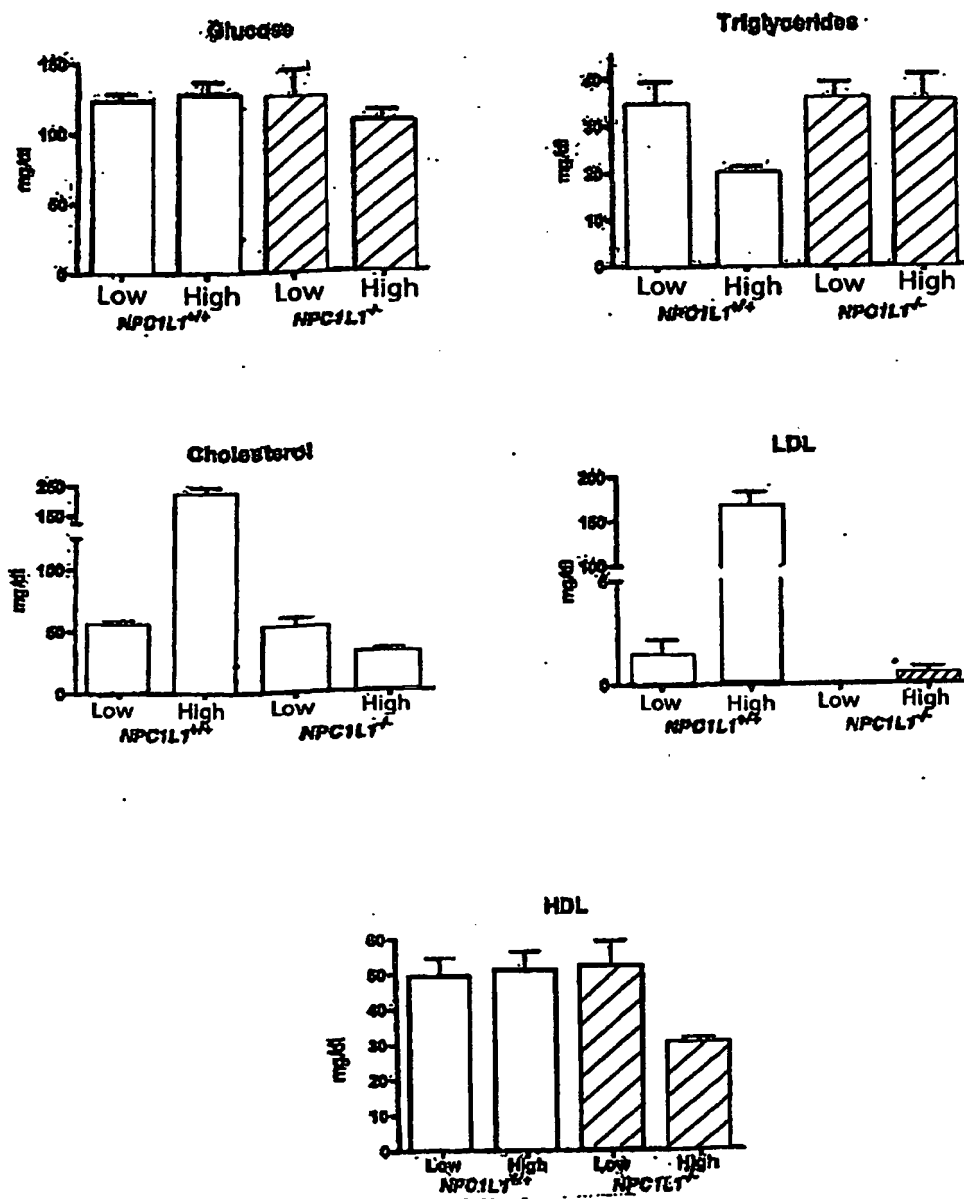 Glucose
150
100
50
0
mg/dl
Low High Low High
NPC1L1+/+ NPC1L1-/-
Triglycerides
40
30
20
10
0
mg/dl
Low High Low High
NPC1L1+/+ NPC1L1-/-
Cholesterol
250
150
100
50
0
mg/dl
Low High Low High
NPC1L1+/+ NPC1L1-/-
LDL
200
150
100
0
mg/dl
Low High Low High
NPC1L1+/+ NPC1L1-/-
HDL
60
50
40
30
20
10
0
mg/dl
Low High Low High
NPC1L1+/+ NPC1L1-/-